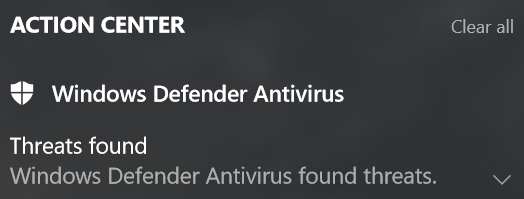 ACTION CENTER Clear all
Windows Defender Antivirus
Threats found
Windows Defender Antivirus found threats.